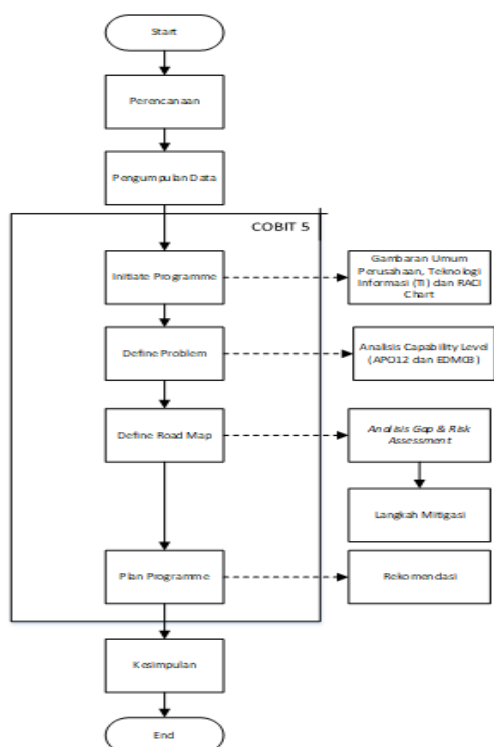 Start
Perencanaan
Pengumpulan Data
COBIT 5
Initiate Programme
Gambaran Umum
Perusahaan, Teknologi
Informasi (TI) dan RACI
Chart
Define Problem
Analisis Capability Level
(APO12 dan EDM03)
Define Road Map
Analisis Gap & Risk
Assessment
Langkah Mitigasi
Plan Programme
Rekomendasi
Kesimpulan
End